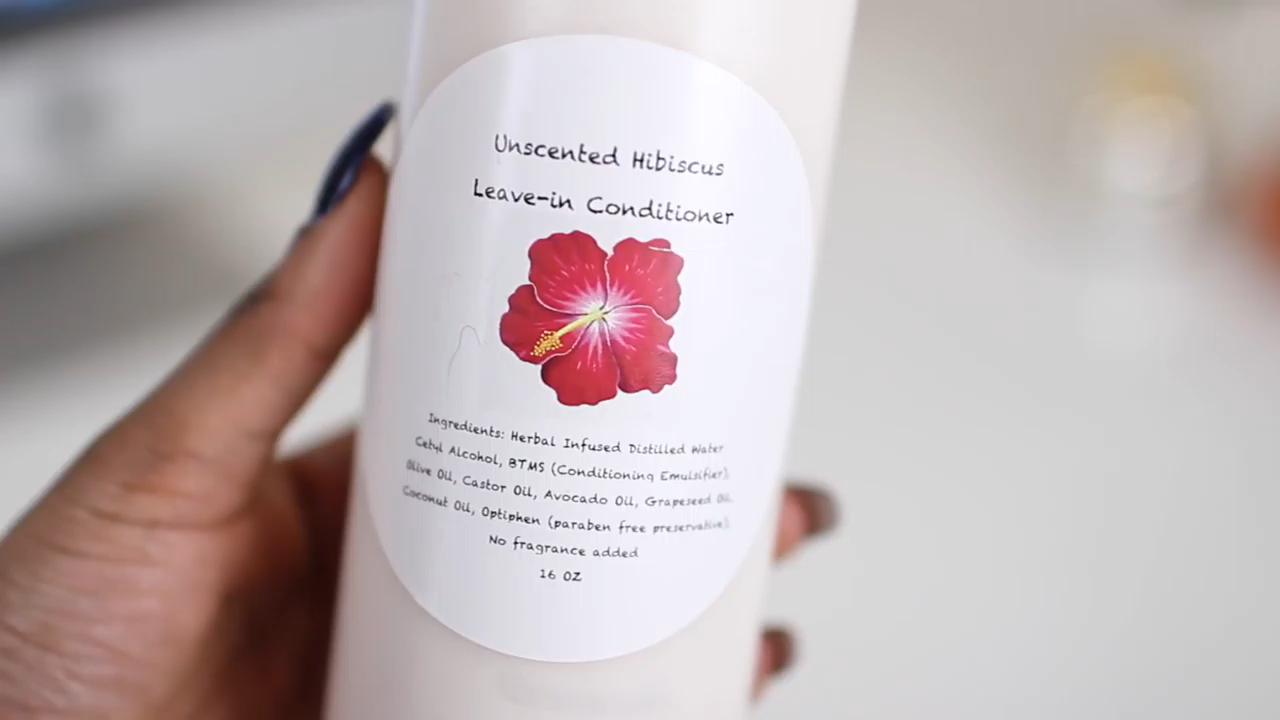 Unscented Hibiscus
Leave-in Conditioner
Ingredients: Herbal Infused Distilled Water
Cetyl Alcohol, BTMS (Conditioning Emulsifier),
Olive Oil, Castor Oil, Avocado Oil, Grapeseed Oil,
Coconut Oil, Optiphen (paraben free preservative),
No fragrance added
16 OZ